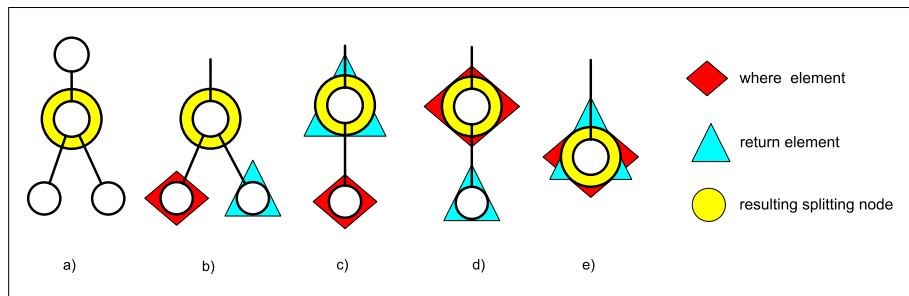 where element
return element
resulting splitting node
a) b) c) d) e)